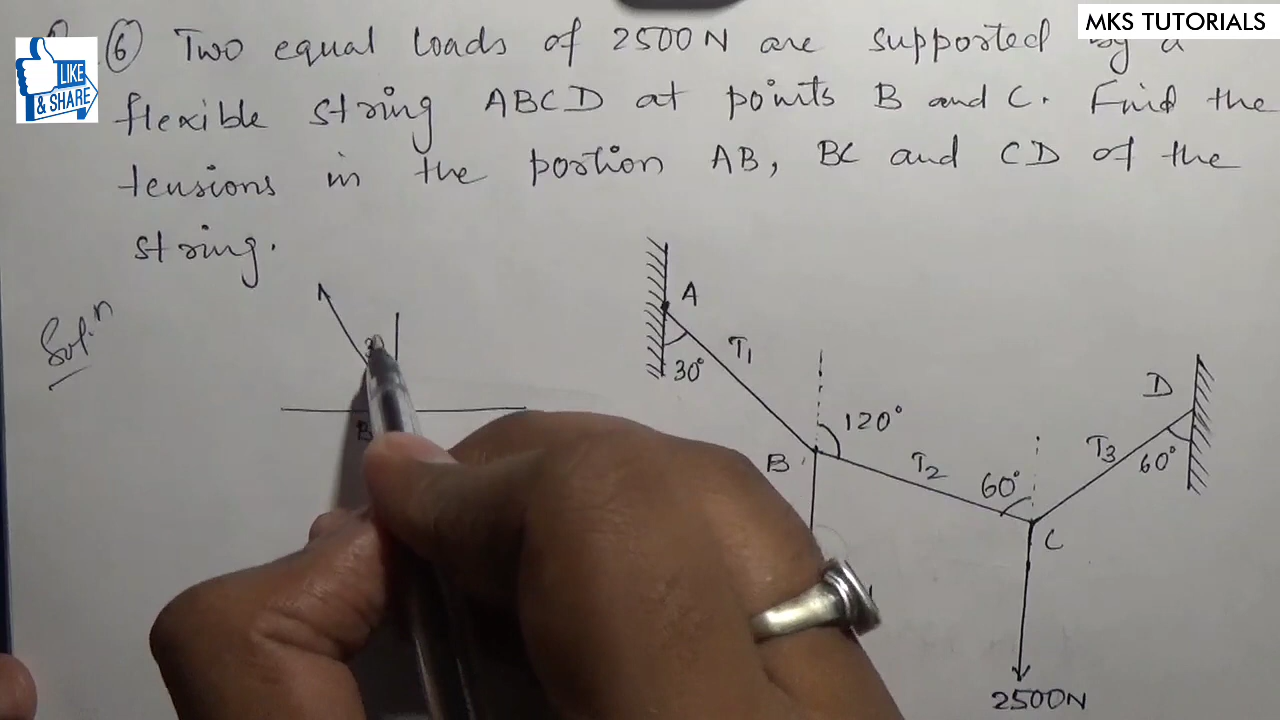 MKS TUTORIALS
LIKE
& SHARE
6 Two equal loads of 2500 N are supported by a
flexible string ABCD at points B and C. Find the
tensions in the portion AB, BC and CD of the
string.
Sol.n
A
T1
30°
D
120°
B
T3
60°
T2
60°
B
C
2500N